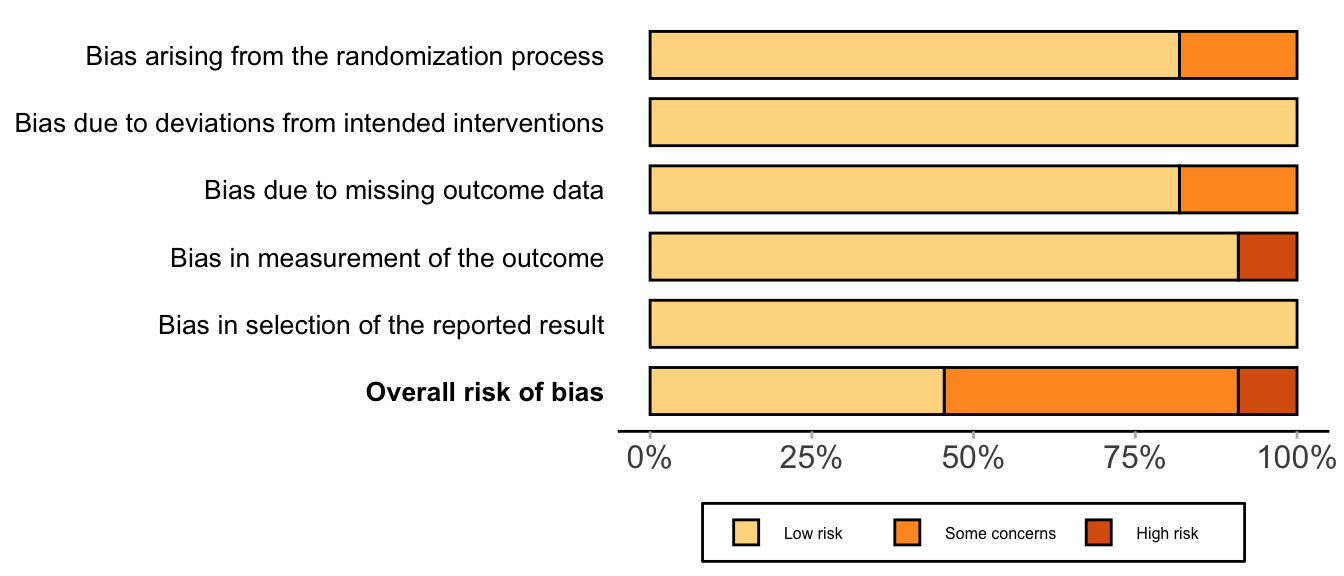 Bias arising from the randomization process
Bias due to deviations from intended interventions
Bias due to missing outcome data
Bias in measurement of the outcome
Bias in selection of the reported result
Overall risk of bias
0% 25% 50% 75% 100%
Low risk Some concerns High risk